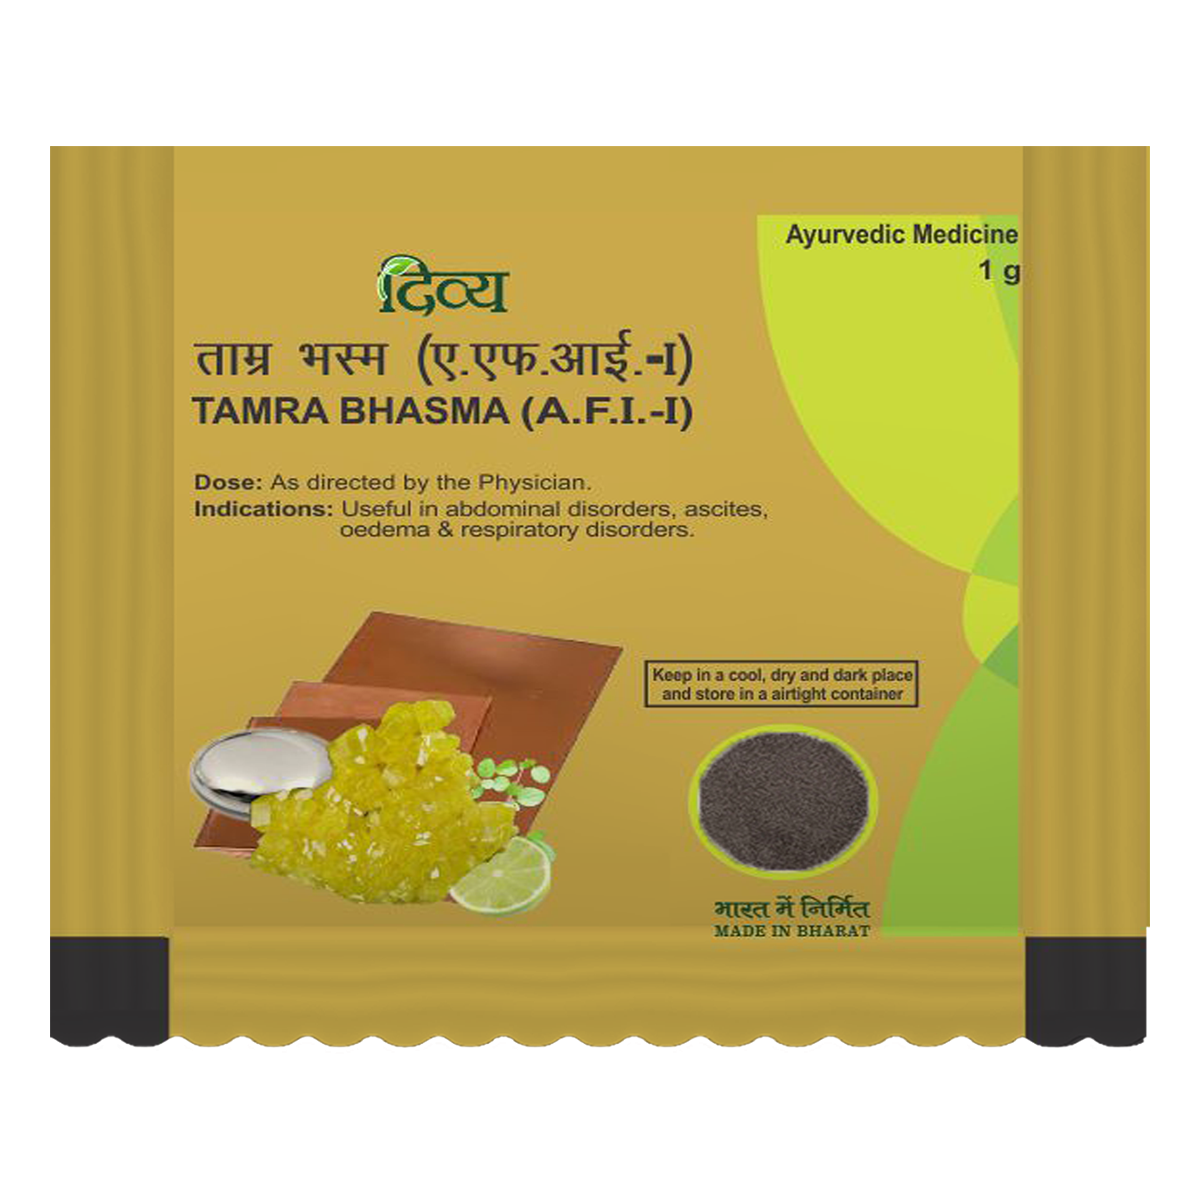 Ayurvedic Medicine
1 g
दिव्य
ताम्र भस्म (ए.एफ.आई.-I)
TAMRA BHASMA (A.F.I.-I)
Dose: As directed by the Physician.
Indications: Useful in abdominal disorders, ascites,
oedema & respiratory disorders.
Keep in a cool, dry and dark place
and store in a airtight container
भारत में निर्मित
MADE IN BHARAT